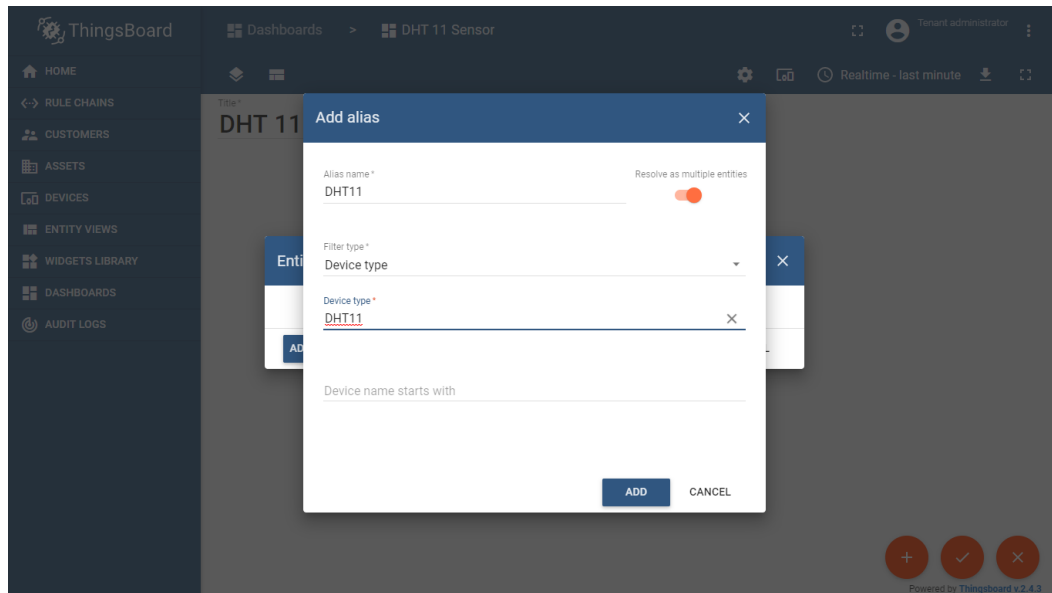 ThingsBoard
Dashboards > DHT 11 Sensor
Tenant administrator
HOME
Realtime - last minute
RULE CHAINS
CUSTOMERS
ASSETS
DEVICES
ENTITY VIEWS
WIDGETS LIBRARY
DASHBOARDS
AUDIT LOGS
Title *
DHT 11
Add alias
Alias name *
DHT11
Resolve as multiple entities
Filter type *
Device type
Enti
Device type *
DHT11
AD
Device name starts with
ADD
CANCEL
Powered by Thingsboard v.2.4.3